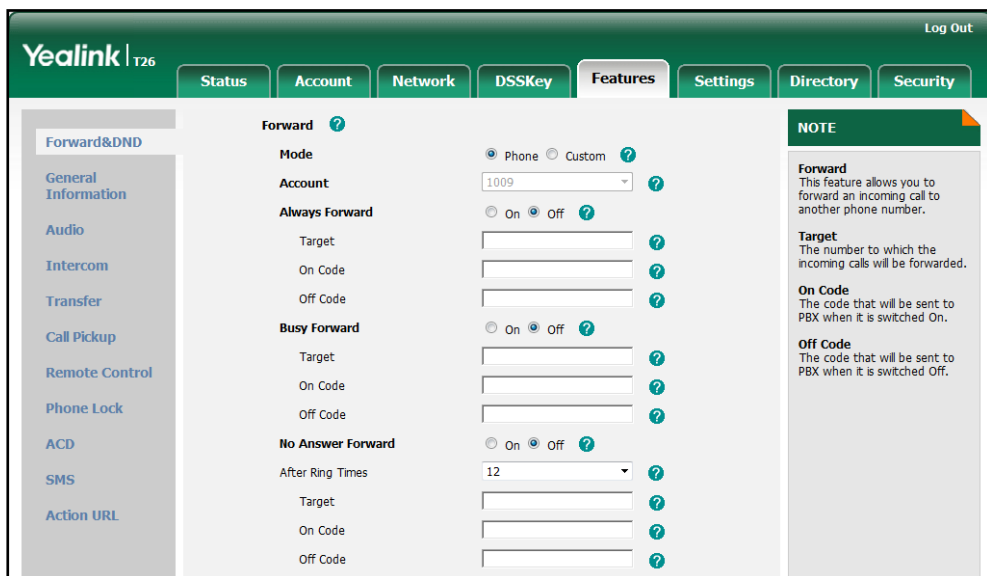 Log Out
Yealink T26
Status Account Network DSSKey Features Settings Directory Security
Forward&DND
General
Information
Audio
Intercom
Transfer
Call Pickup
Remote Control
Phone Lock
ACD
SMS
Action URL
Forward ?
Mode Phone Custom ?
Account 1009 ?
Always Forward On Off ?
Target ?
On Code ?
Off Code ?
Busy Forward On Off ?
Target ?
On Code ?
Off Code ?
No Answer Forward On Off ?
After Ring Times 12 ?
Target ?
On Code ?
Off Code ?
NOTE
Forward
This feature allows you to
forward an incoming call to
another phone number.
Target
The number to which the
incoming calls will be forwarded.
On Code
The code that will be sent to
PBX when it is switched On.
Off Code
The code that will be sent to
PBX when it is switched Off.